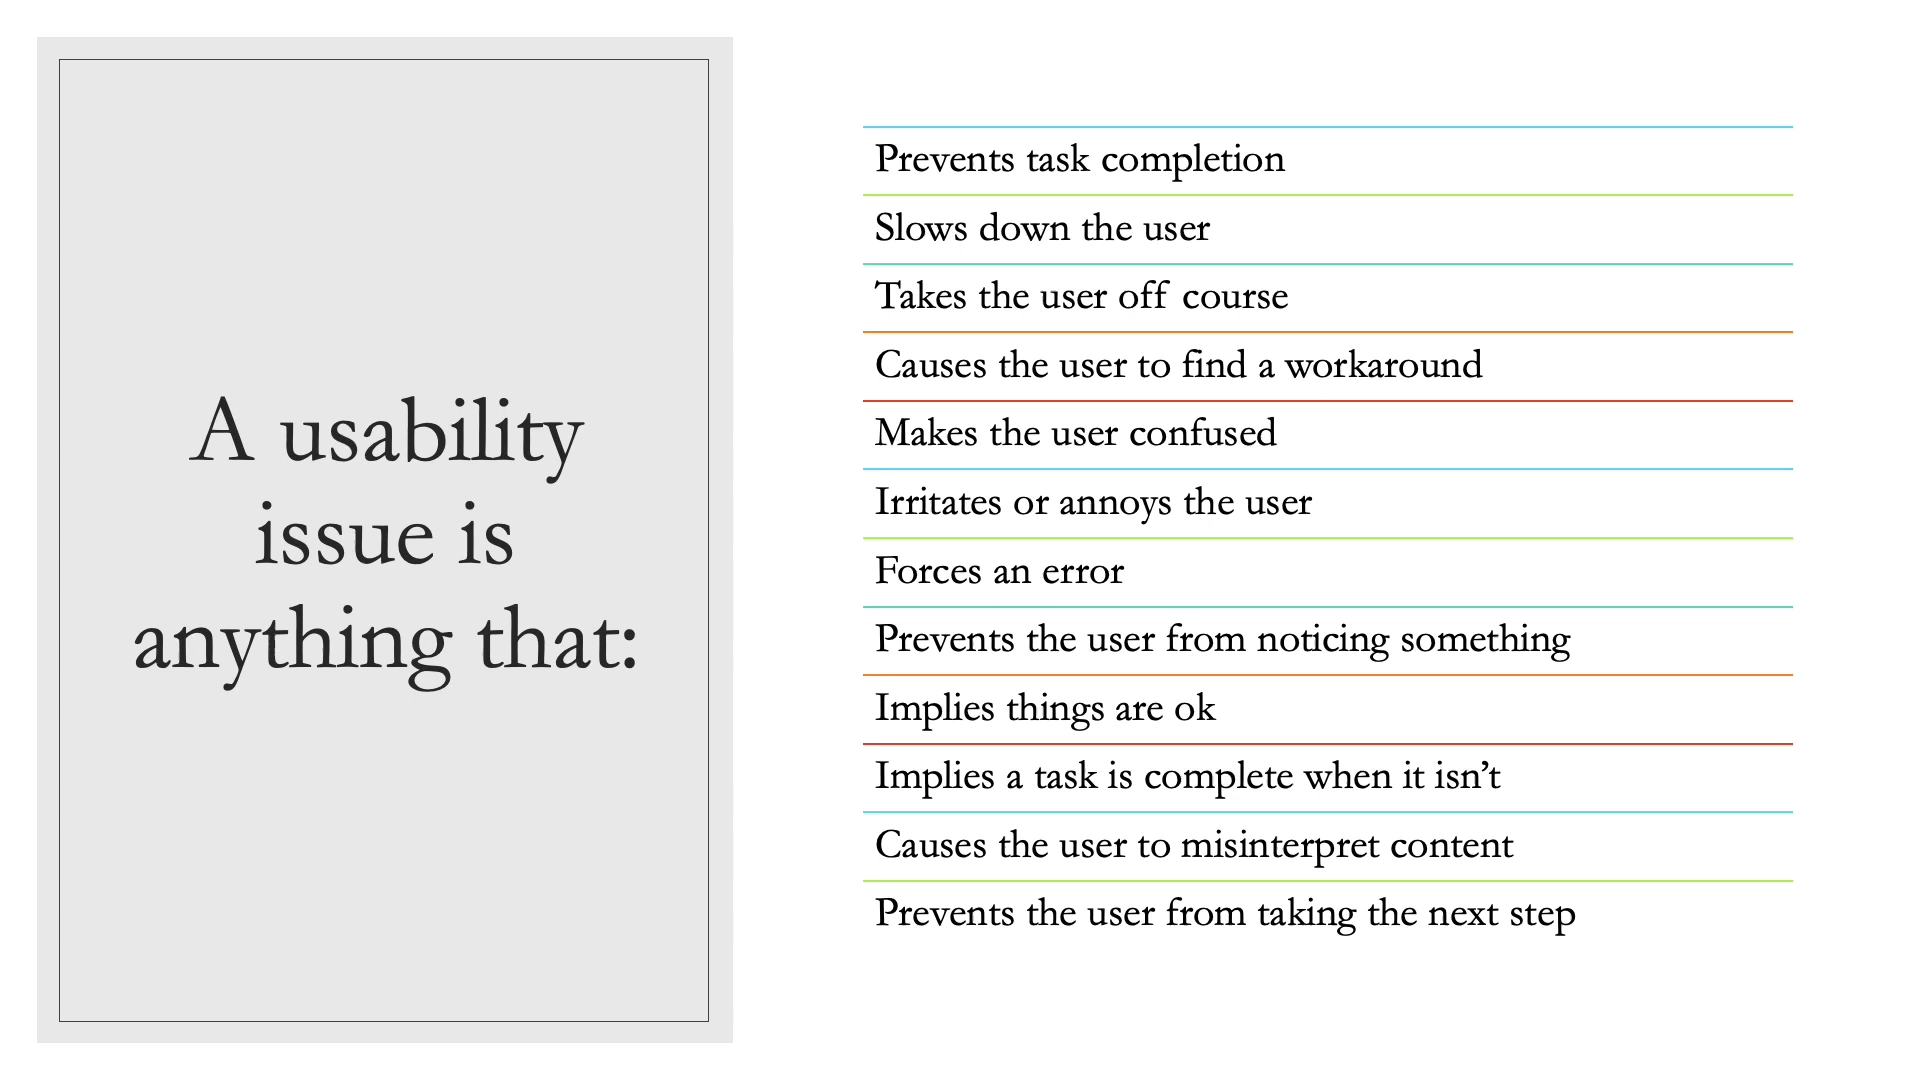 A usability
issue is
anything that:
Prevents task completion
Slows down the user
Takes the user off course
Causes the user to find a workaround
Makes the user confused
Irritates or annoys the user
Forces an error
Prevents the user from noticing something
Implies things are ok
Implies a task is complete when it isn’t
Causes the user to misinterpret content
Prevents the user from taking the next step